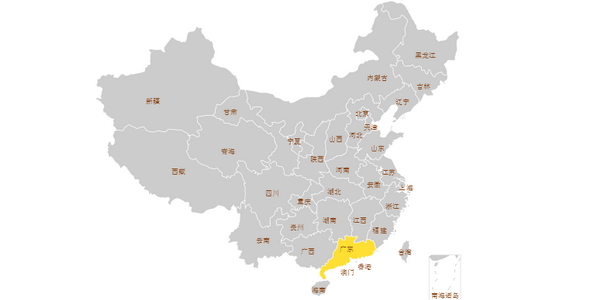 黑龙江
内蒙古
吉林
新疆
辽宁
甘肃
北京
天津
河北
山西
宁夏
青海
山东
陕西
河南
西藏
江苏
安徽
上海
四川
湖北
重庆
浙江
湖南
江西
贵州
福建
云南
广西
广东
台湾
香港
澳门
海南
南海诸岛